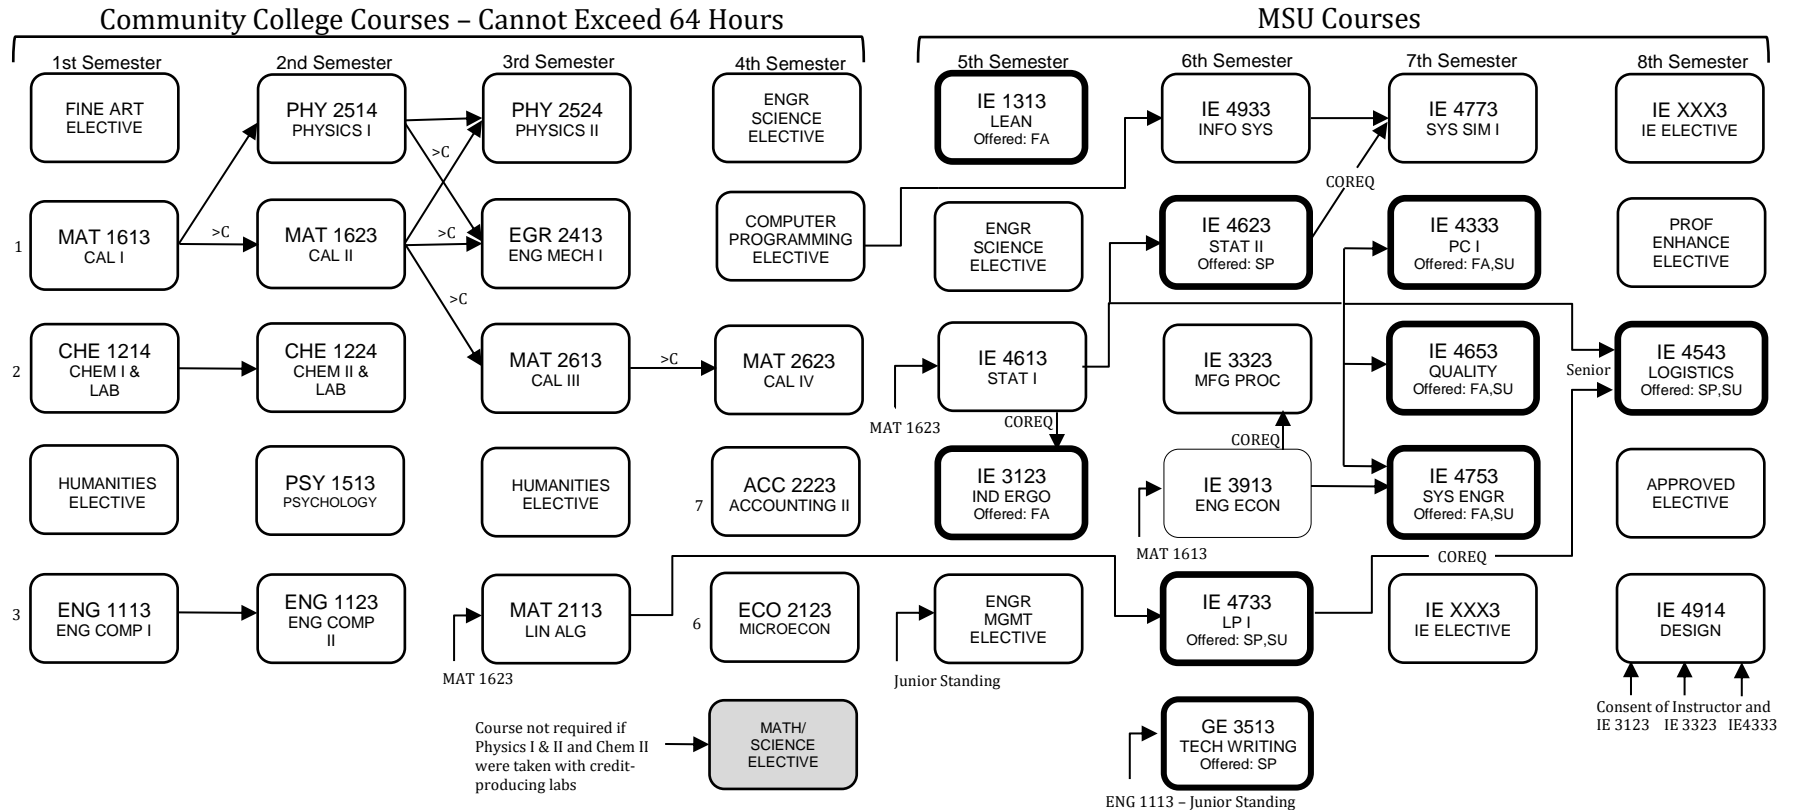 Community College Courses – Cannot Exceed 64 Hours
MSU Courses
1st Semester
2nd Semester
3rd Semester
4th Semester
5th Semester
6th Semester
7th Semester
8th Semester
FINE ART
ELECTIVE
PHY 2514
PHYSICS I
PHY 2524
PHYSICS II
ENGR
SCIENCE
ELECTIVE
IE 1313
LEAN
Offered: FA
IE 4933
INFO SYS
IE 4773
SYS SIM I
IE XXX3
IE ELECTIVE
>C
COREQ
1
MAT 1613
CAL I
>C
MAT 1623
CAL II
>C
EGR 2413
ENG MECH I
COMPUTER
PROGRAMMING
ELECTIVE
ENGR
SCIENCE
ELECTIVE
IE 4623
STAT II
Offered: SP
IE 4333
PC I
Offered: FA,SU
PROF
ENHANCE
ELECTIVE
>C
2
CHE 1214
CHEM I &
LAB
CHE 1224
CHEM II &
LAB
MAT 2613
CAL III
>C
MAT 2623
CAL IV
MAT 1623
IE 4613
STAT I
IE 3323
MFG PROC
IE 4653
QUALITY
Offered: FA,SU
Senior
IE 4543
LOGISTICS
Offered: SP,SU
COREQ
COREQ
HUMANITIES
ELECTIVE
PSY 1513
PSYCHOLOGY
HUMANITIES
ELECTIVE
7
ACC 2223
ACCOUNTING II
IE 3123
IND ERGO
Offered: FA
IE 3913
ENG ECON
MAT 1613
IE 4753
SYS ENGR
Offered: FA,SU
APPROVED
ELECTIVE
COREQ
3
ENG 1113
ENG COMP I
ENG 1123
ENG COMP
II
MAT 2113
LIN ALG
MAT 1623
6
ECO 2123
MICROECON
ENGR
MGMT
ELECTIVE
Junior Standing
IE 4733
LP I
Offered: SP,SU
IE XXX3
IE ELECTIVE
IE 4914
DESIGN
Consent of Instructor and
IE 3123 IE 3323 IE4333
Course not required if
Physics I & II and Chem II
were taken with credit-
producing labs
MATH/
SCIENCE
ELECTIVE
GE 3513
TECH WRITING
Offered: SP
ENG 1113 – Junior Standing